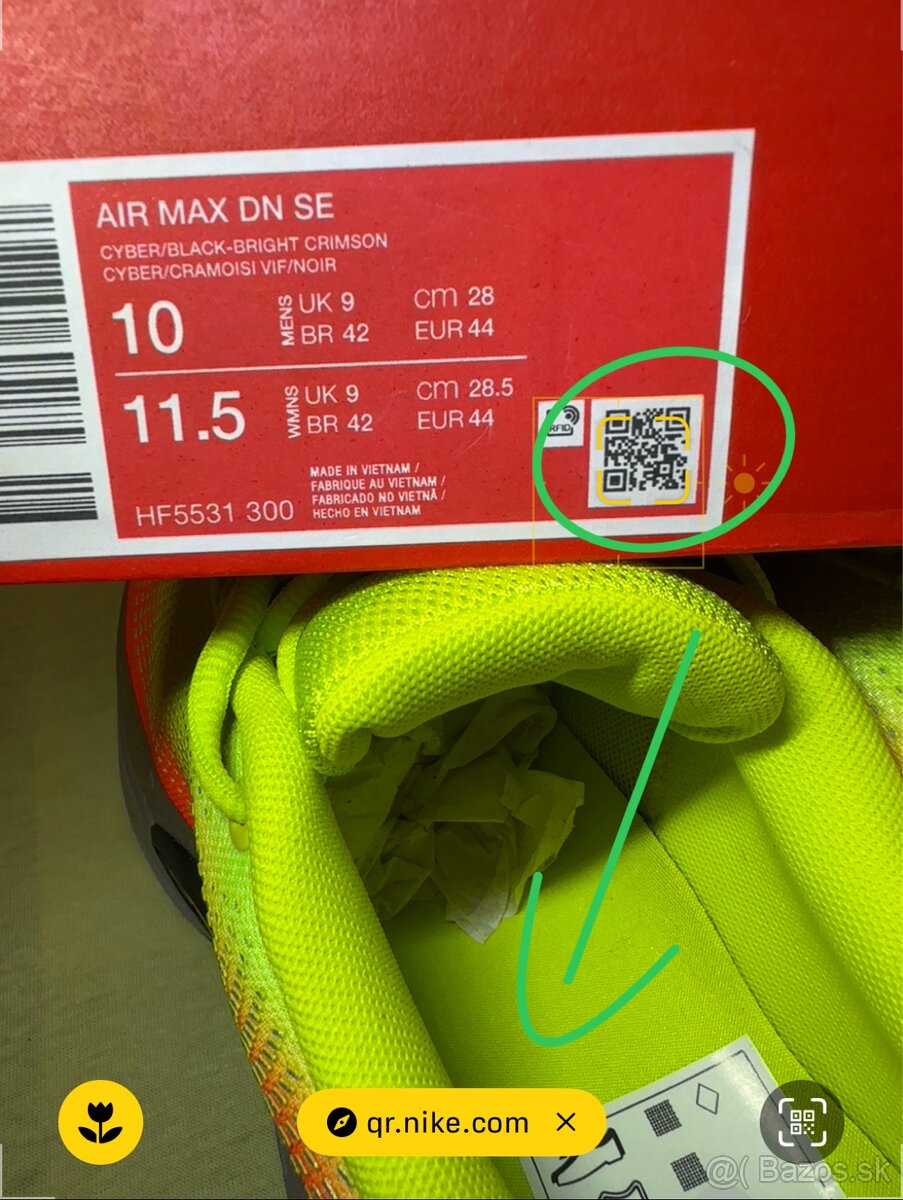 AIR MAX DN SE
CYBER/BLACK-BRIGHT CRIMSON
CYBER/CRAMOISI VIF/NOIR
10
MENS
UK 9
BR 42
cm 28
EUR 44
11.5
WMNS
UK 9
BR 42
cm 28.5
EUR 44
MADE IN VIETNAM /
FABRIQUE AU VIETNAM /
FABRICADO NO VIETNÃ /
HECHO EN VIETNAM
HF5531 300
RFID
qr.nike.com
@( Bazos.sk